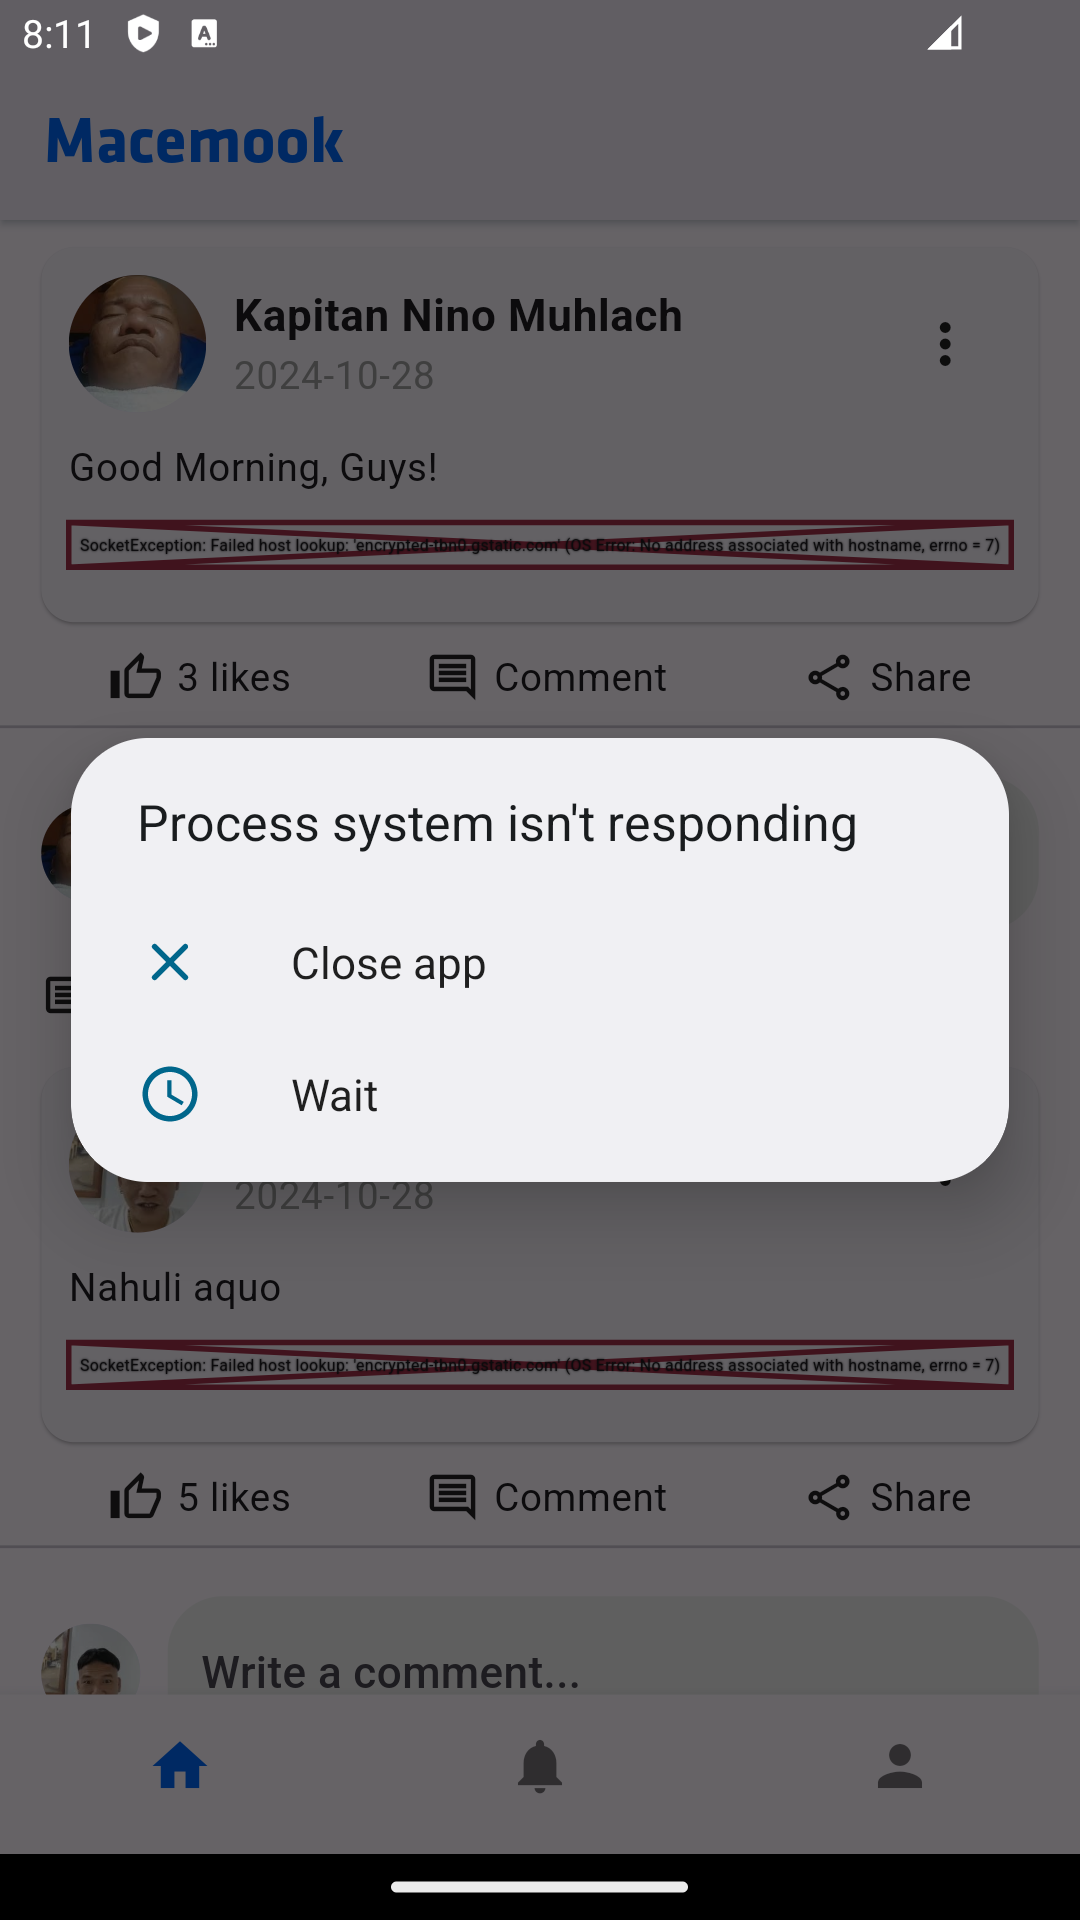 8:11
Macemook
Kapitan Nino Muhlach
2024-10-28
Good Morning, Guys!
SocketException: Failed host lookup: 'encrypted-tbn0.gstatic.com' (OS Error: No address associated with hostname, errno = 7)
3 likes
Comment
Share
Process system isn't responding
Close app
Wait
2024-10-28
Nahuli aquo
SocketException: Failed host lookup: 'encrypted-tbn0.gstatic.com' (OS Error: No address associated with hostname, errno = 7)
5 likes
Comment
Share
Write a comment...